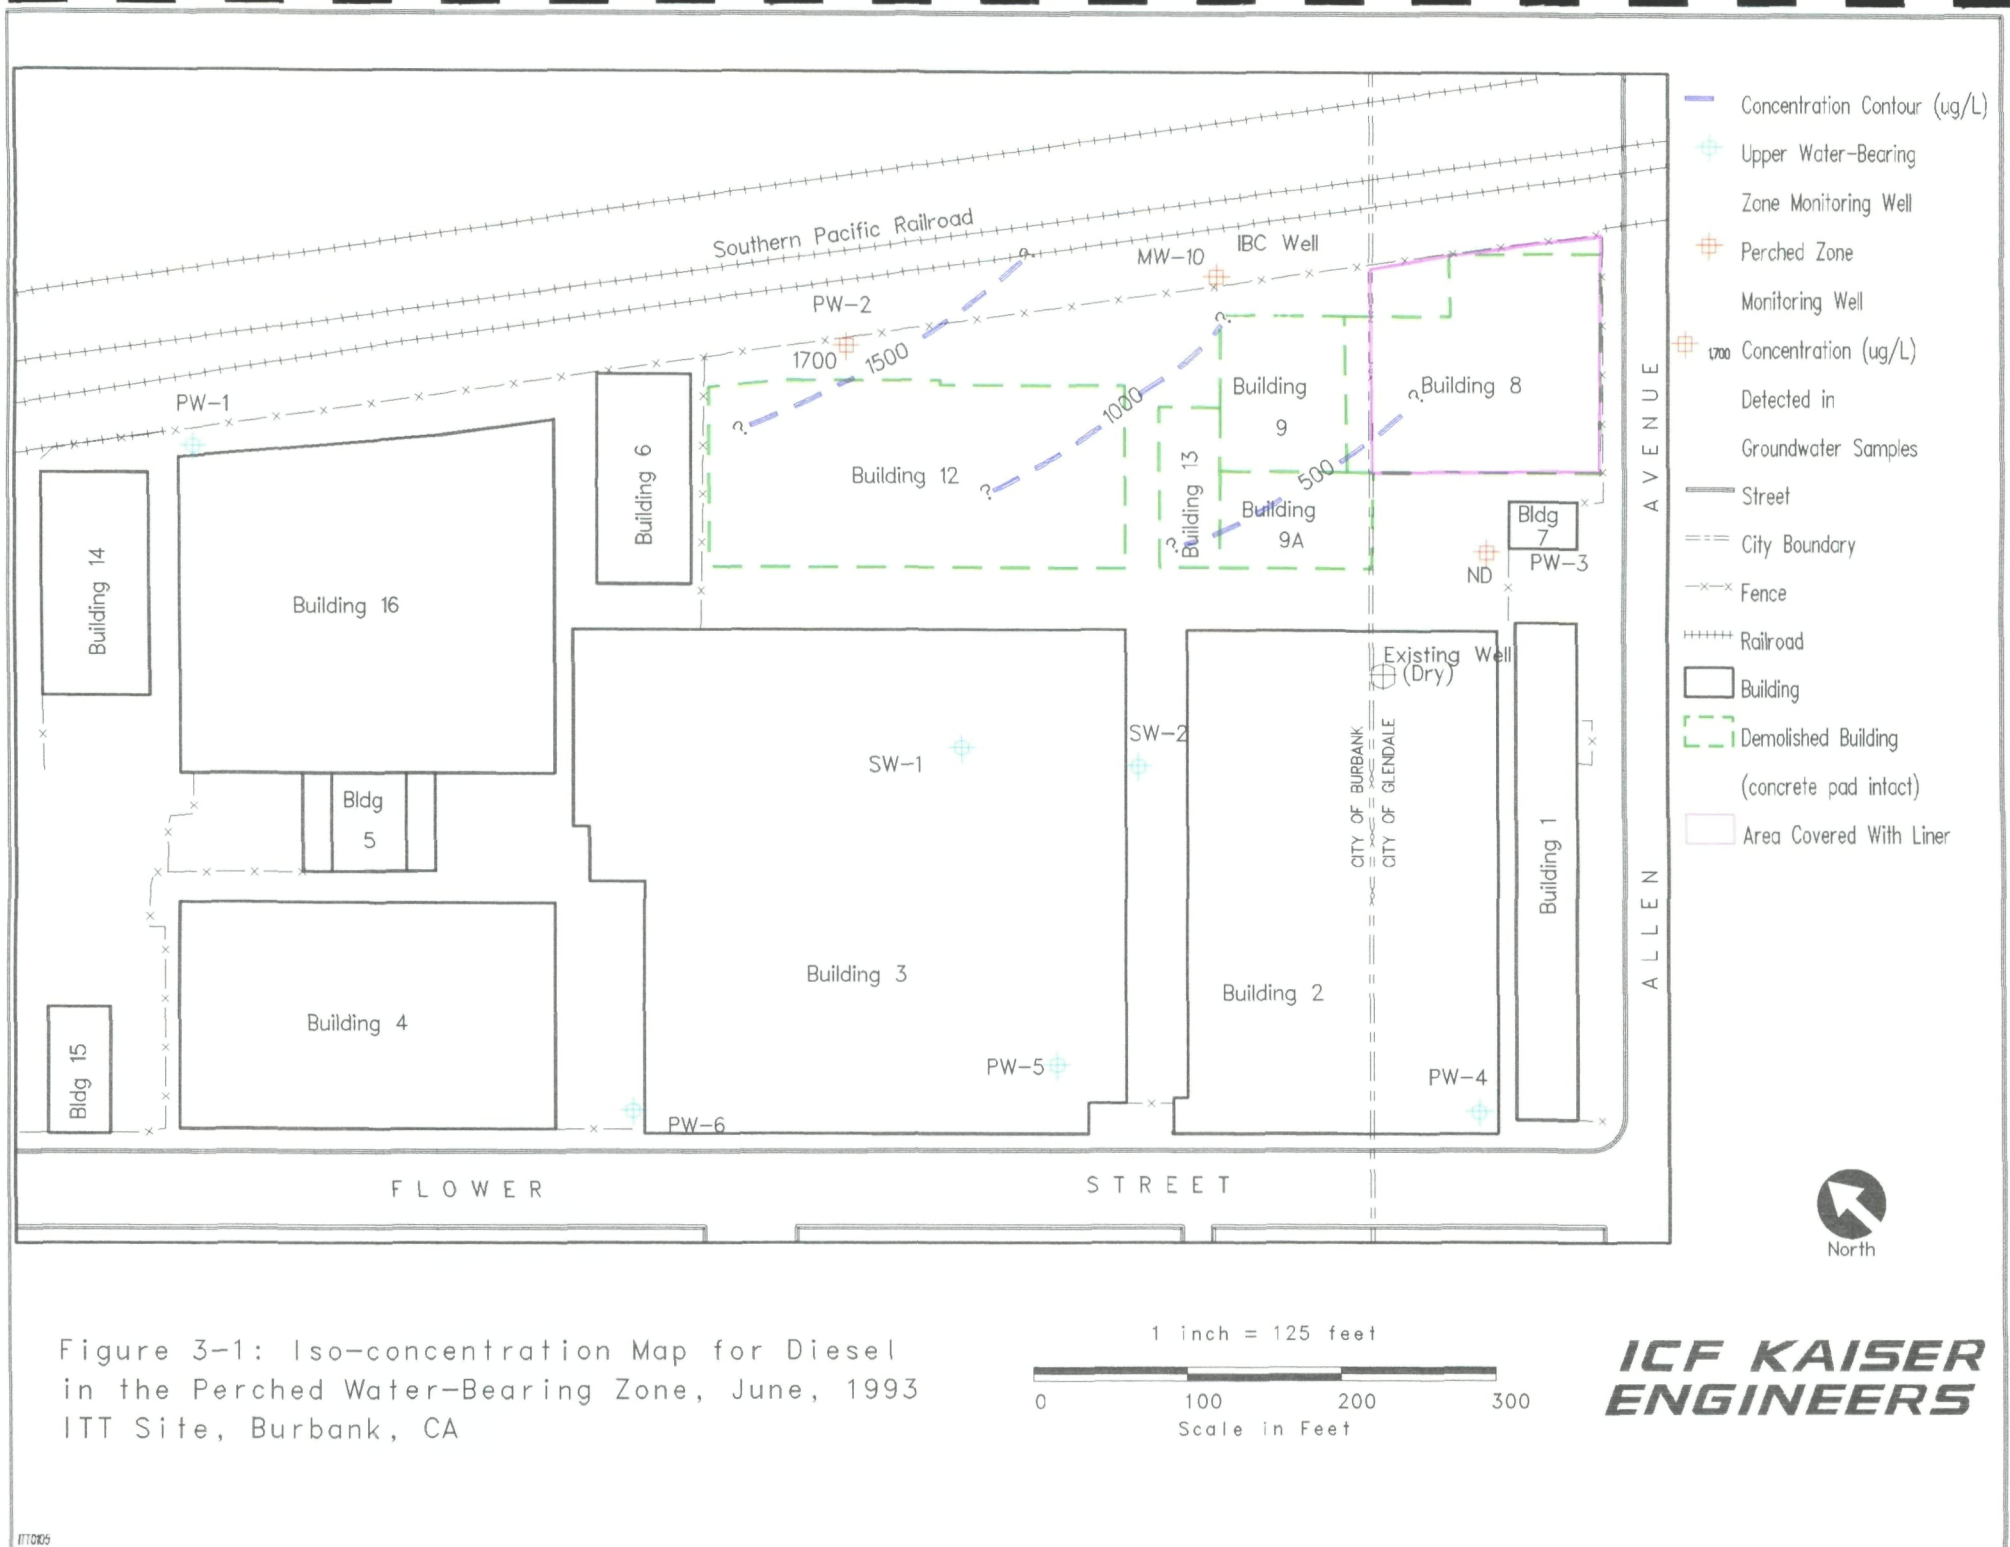 Southern Pacific Railroad
MW-10
IBC Well
PW-2
1700
1500
PW-1
1000
500
?
?
?
?
?
?
Building 6
Building 12
Building 13
Building
9
Building
9A
Building 8
Bldg
7
PW-3
ND
Building 14
Building 16
Bldg
5
Building 4
Bldg 15
Building 3
SW-1
SW-2
PW-5
PW-6
Existing Well
(Dry)
CITY OF BURBANK
CITY OF GLENDALE
Building 2
PW-4
Building 1
ALLEN AVENUE
FLOWER STREET
Concentration Contour (ug/L)
Upper Water-Bearing
Zone Monitoring Well
Perched Zone
Monitoring Well
1700 Concentration (ug/L)
Detected in
Groundwater Samples
Street
City Boundary
Fence
Railroad
Building
Demolished Building
(concrete pad intact)
Area Covered With Liner
North
Figure 3-1: Iso-concentration Map for Diesel
in the Perched Water-Bearing Zone, June, 1993
ITT Site, Burbank, CA
1 inch = 125 feet
0 100 200 300
Scale in Feet
ICF KAISER
ENGINEERS
ITT0105